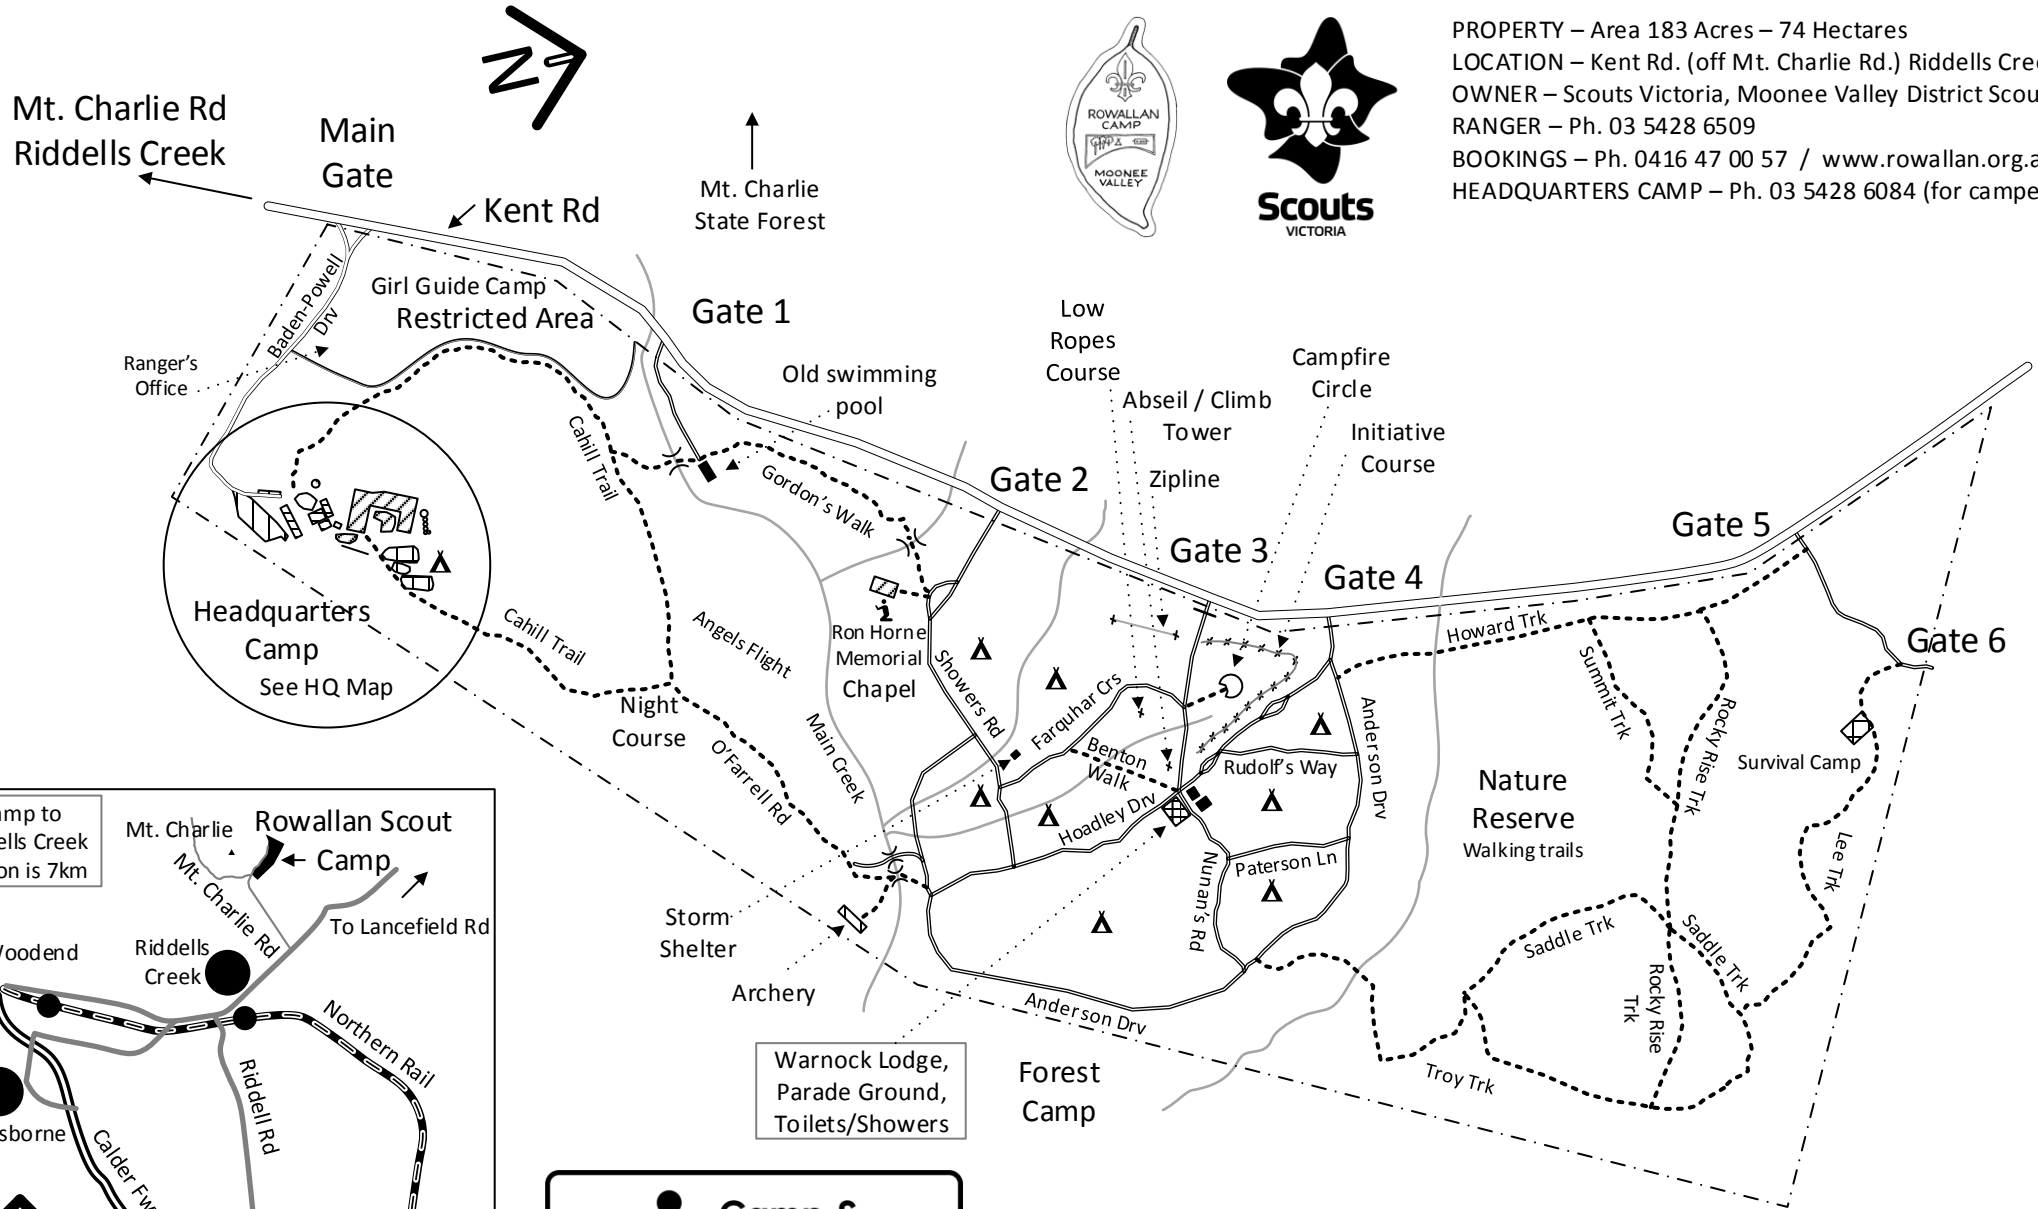 PROPERTY – Area 183 Acres – 74 Hectares
LOCATION – Kent Rd. (off Mt. Charlie Rd.) Riddells
OWNER – Scouts Victoria, Moonee Valley District
RANGER – Ph. 03 5428 6509
BOOKINGS – Ph. 0416 47 00 57 / www.rowallan.org.a
HEADQUARTERS CAMP – Ph. 03 5428 6084 (for
ROWALLAN
CAMP
MOONEE
VALLEY
Scouts
VICTORIA
N
Mt. Charlie Rd
Riddells Creek
Main
Gate
Kent Rd
Mt. Charlie
State Forest
Baden-Powell
Drv
Girl Guide Camp
Restricted Area
Ranger's
Office
Gate 1
Old swimming
pool
Low
Ropes
Course
Abseil / Climb
Tower
Zipline
Campfire
Circle
Initiative
Course
Cahill Trail
Gordon's Walk
Gate 2
Gate 3
Gate 4
Gate 5
Gate 6
Headquarters
Camp
See HQ Map
Cahill Trail
Angels Flight
Night
Course
O'Farrell Rd
Main Creek
Ron Horne
Memorial
Chapel
Showers Rd
Farquhar Crs
Benton
Walk
Hoadley Drv
Rudolf's Way
Anderson Drv
Paterson Ln
Nunan's Rd
Howard Trk
Summit Trk
Rocky Rise Trk
Survival Camp
Nature
Reserve
Walking trails
Lee Trk
Saddle Trk
Saddle Trk
Rocky Rise
Trk
Troy Trk
Storm
Shelter
Archery
Anderson Drv
Warnock Lodge,
Parade Ground,
Toilets/Showers
Forest
Camp
amp to
ells Creek
on is 7km
Mt. Charlie
Rowallan Scout
Camp
Mt. Charlie Rd
To Lancefield Rd
Woodend
Riddells
Creek
Northern Rail
Riddell Rd
sborne
Calder Fw
Camp &